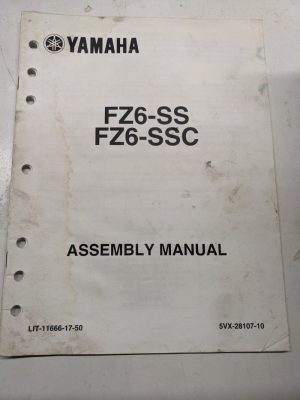 YAMAHA
FZ6-SS
FZ6-SSC
ASSEMBLY MANUAL
LIT-11666-17-50 5VX-28107-10